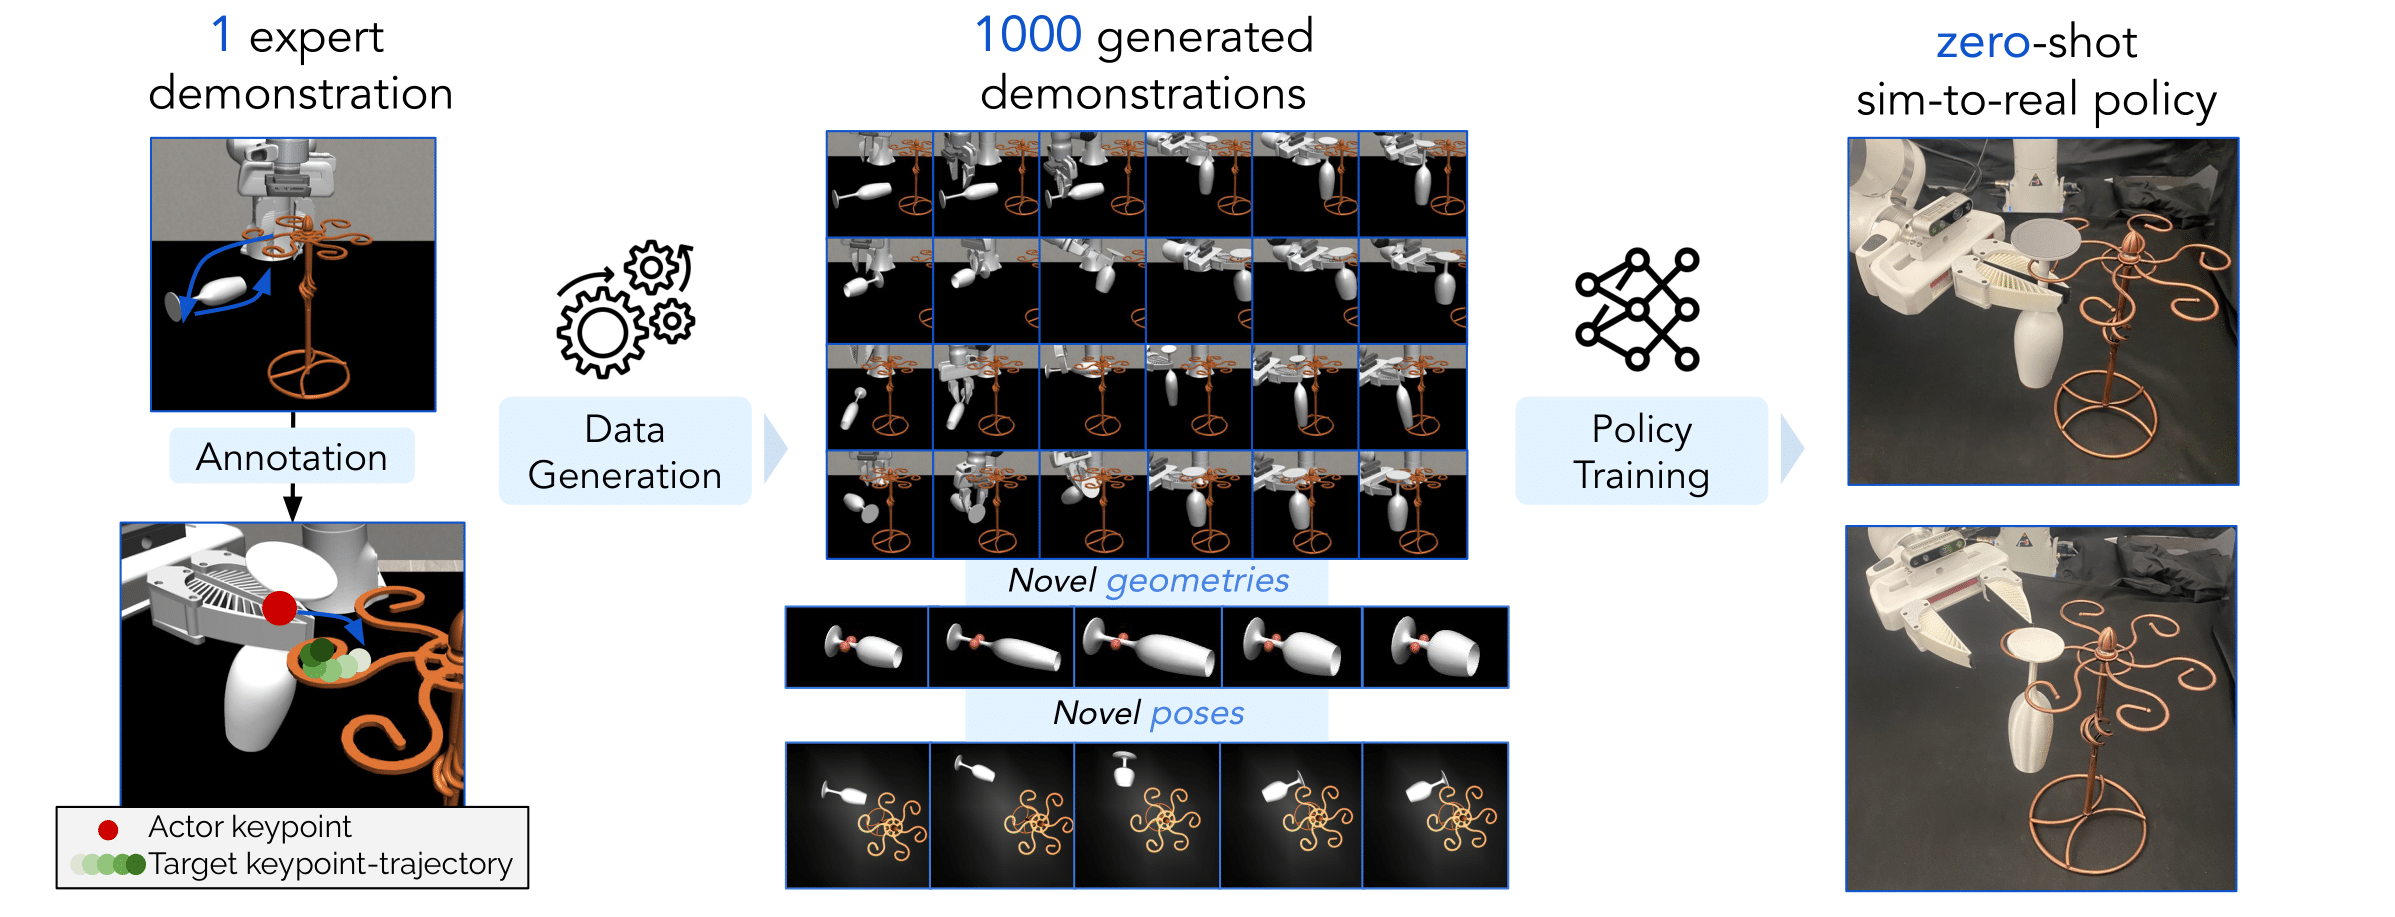 1 expert
demonstration
Annotation
Actor keypoint
Target keypoint-trajectory
Data
Generation
1000 generated
demonstrations
Novel geometries
Novel poses
Policy
Training
zero-shot
sim-to-real policy